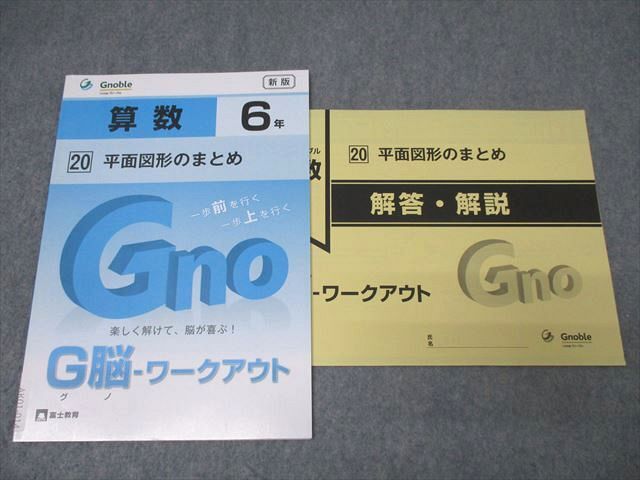 Gnoble
新版
算数 6年
20 平面図形のまとめ
一歩前を行く
一歩上を行く
Gno
楽しく解けて、脳が喜ぶ!
G脳-ワークアウト
グノ
富士教育
ブル
数
20 平面図形のまとめ
解答・解説
Gno
-ワークアウト
氏名
Gnoble